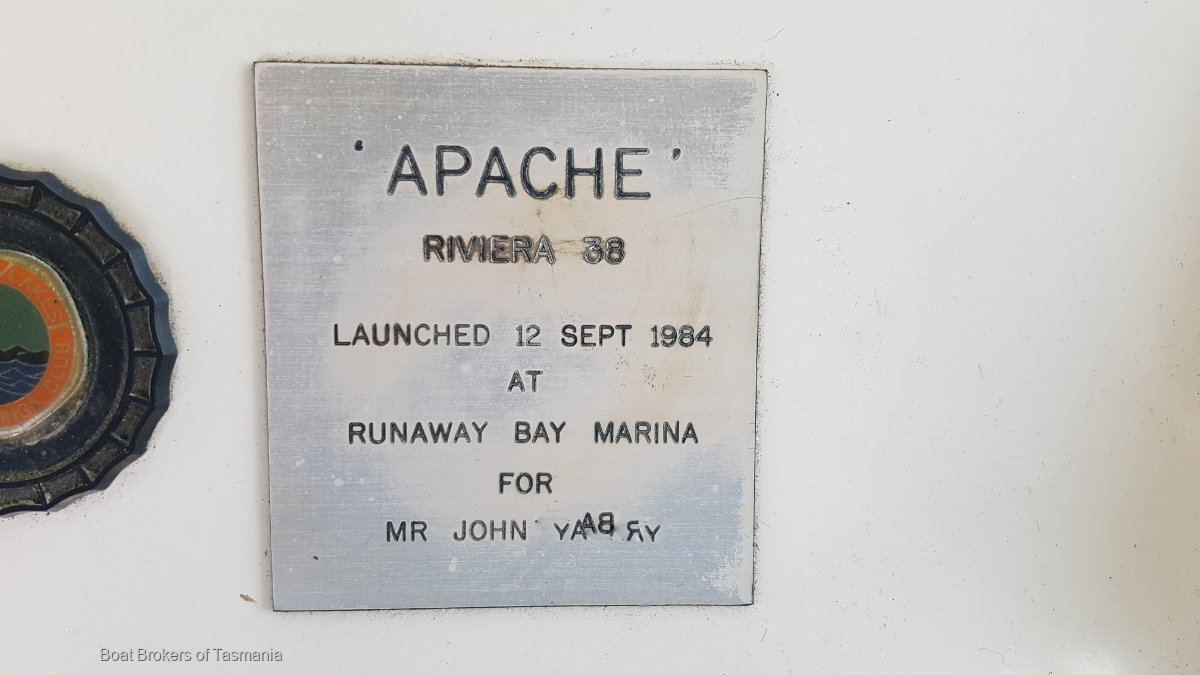 'APACHE'
RIVIERA 38
LAUNCHED 12 SEPT 1984
AT
RUNAWAY BAY MARINA
FOR
MR JOHN
Boat Brokers of Tasmania